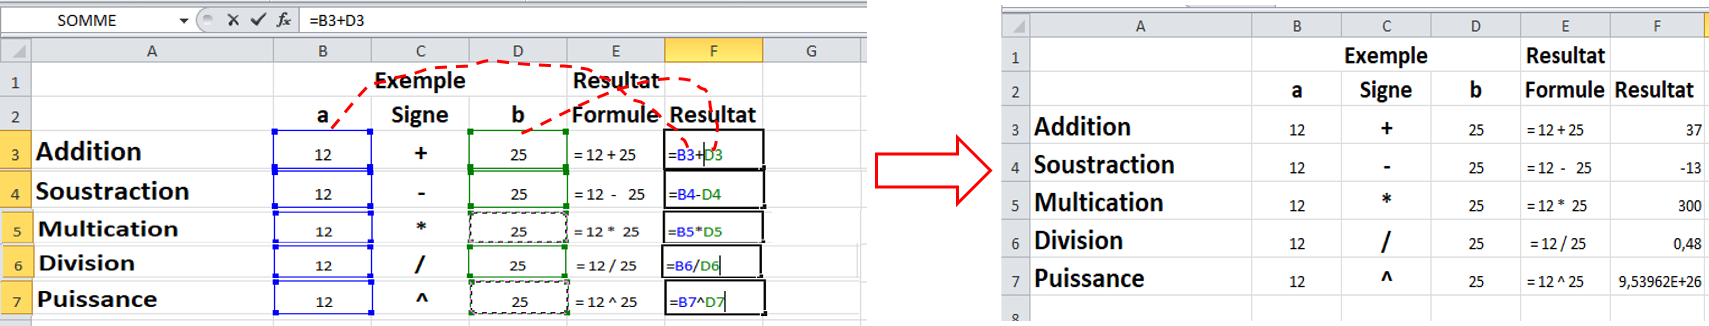 SOMME =B3+D3
A B C D E F G
1 Exemple Resultat
2 a Signe b Formule Resultat
3 Addition 12 + 25 = 12 + 25 =B3+D3
4 Soustraction 12 - 25 = 12 - 25 =B4-D4
5 Multication 12 * 25 = 12 * 25 =B5*D5
6 Division 12 / 25 = 12 / 25 =B6/D6
7 Puissance 12 ^ 25 = 12 ^ 25 =B7^D7
A B C D E F
1 Exemple Resultat
2 a Signe b Formule Resultat
3 Addition 12 + 25 = 12 + 25 37
4 Soustraction 12 - 25 = 12 - 25 -13
5 Multication 12 * 25 = 12 * 25 300
6 Division 12 / 25 = 12 / 25 0,48
7 Puissance 12 ^ 25 = 12 ^ 25 9,53962E+26
8